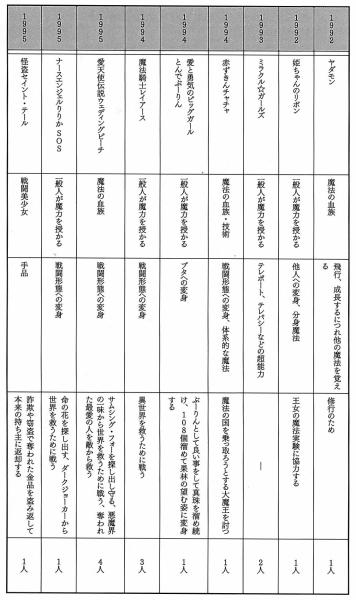 1992
ヤダモン
魔法の血族
飛行、成長するにつれ他の魔法を覚え
る
修行のため
1人
1992
姫ちゃんのリボン
一般人が魔力を授かる
他人への変身、分身魔法
王女の魔法実験に協力する
1人
1993
ミラクル☆ガールズ
一般人が魔力を授かる
テレポート、テレパシーなどの超能力
―
2人
1994
赤ずきんチャチャ
魔法の血族・技術
戦闘形態への変身、体系的な魔法
魔法の国を乗っ取ろうとする大魔王を討つ
1人
1994
愛と勇気のピッグガール
とんでぶーりん
一般人が魔力を授かる
ブタへの変身
ぶーりんとして良い事をして真珠を溜め続
け、108個溜めて果林の望む姿に変身
する
1人
1994
魔法騎士レイアース
一般人が魔力を授かる
戦闘形態への変身
異世界を救うために戦う
3人
1995
愛天使伝説ウェディングピーチ
魔法の血族
戦闘形態への変身
サムシング・フォーを探し出し守る、悪魔界
の一味から世界を救うために戦う、奪われ
た最愛の人を敵から救う
4人
1995
ナースエンジェルりりかSOS
一般人が魔力を授かる
戦闘形態への変身
命の花を探し出す、ダークジョーカーから
世界を救うために戦う
1人
1995
怪盗セイント・テール
戦闘美少女
手品
詐欺や窃盗で奪われた金品を盗み返して
本来の持ち主に返却する
1人